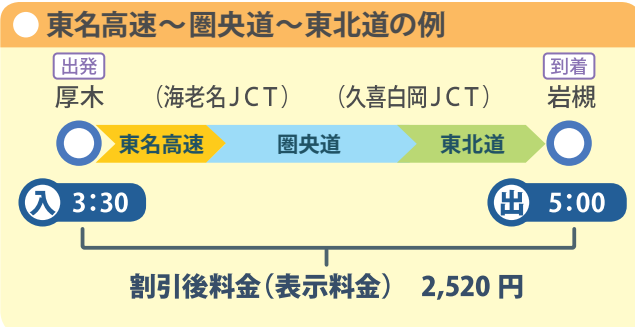 東名高速～圏央道～東北道の例
出発 到着
厚木 （海老名JCT） （久喜白岡JCT） 岩槻
東名高速 圏央道 東北道
入 3：30 出 5：00
割引後料金（表示料金） 2,520 円